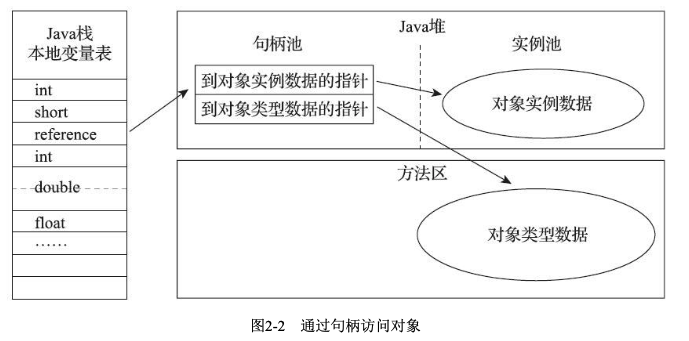 Java栈
本地变量表
int
short
reference
int
double
float
……
Java堆
句柄池
实例池
到对象实例数据的指针
到对象类型数据的指针
对象实例数据
方法区
对象类型数据
图2-2 通过句柄访问对象